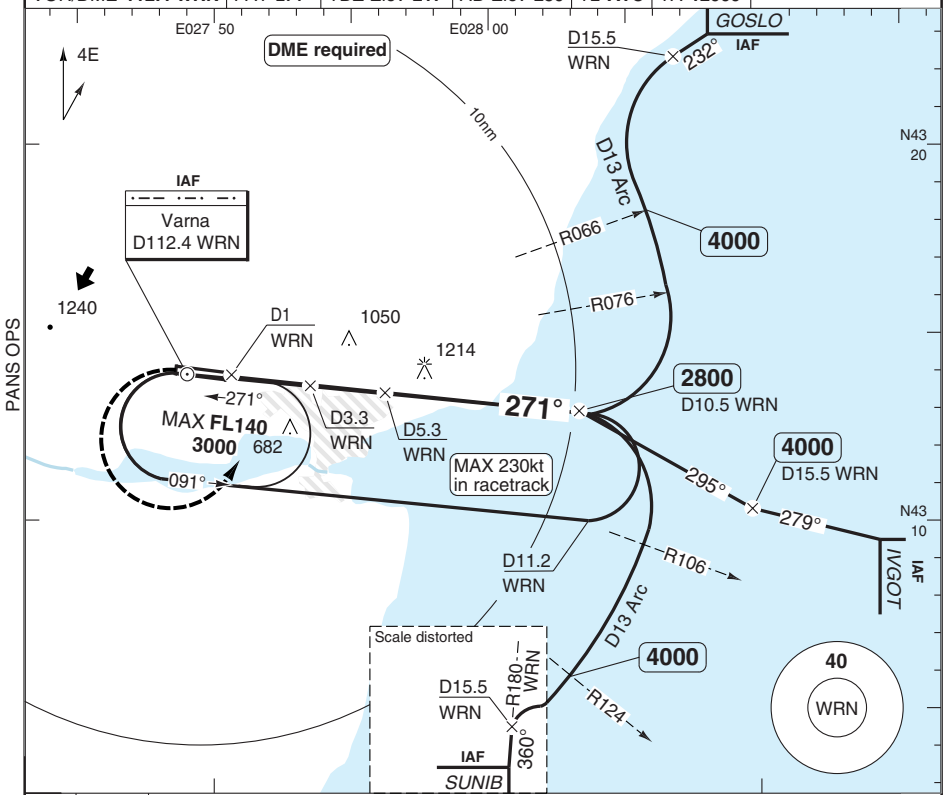 E027 50
E028 00
GOSLO
IAF
232°
D15.5
WRN
4E
DME required
10nm
N43
20
D13 Arc
IAF
Varna
D112.4 WRN
R066
4000
R076
1240
D1
WRN
1050
1214
PANS OPS
2800
D10.5 WRN
271°
271°
MAX FL140
3000
682
D3.3
WRN
D5.3
WRN
MAX 230kt
in racetrack
4000
D15.5 WRN
295°
279°
091°
N43
10
IAF
IVGOT
D11.2
WRN
R106
D13 Arc
Scale distorted
4000
R180
WRN
D15.5
WRN
R124
360°
IAF
SUNIB
40
WRN